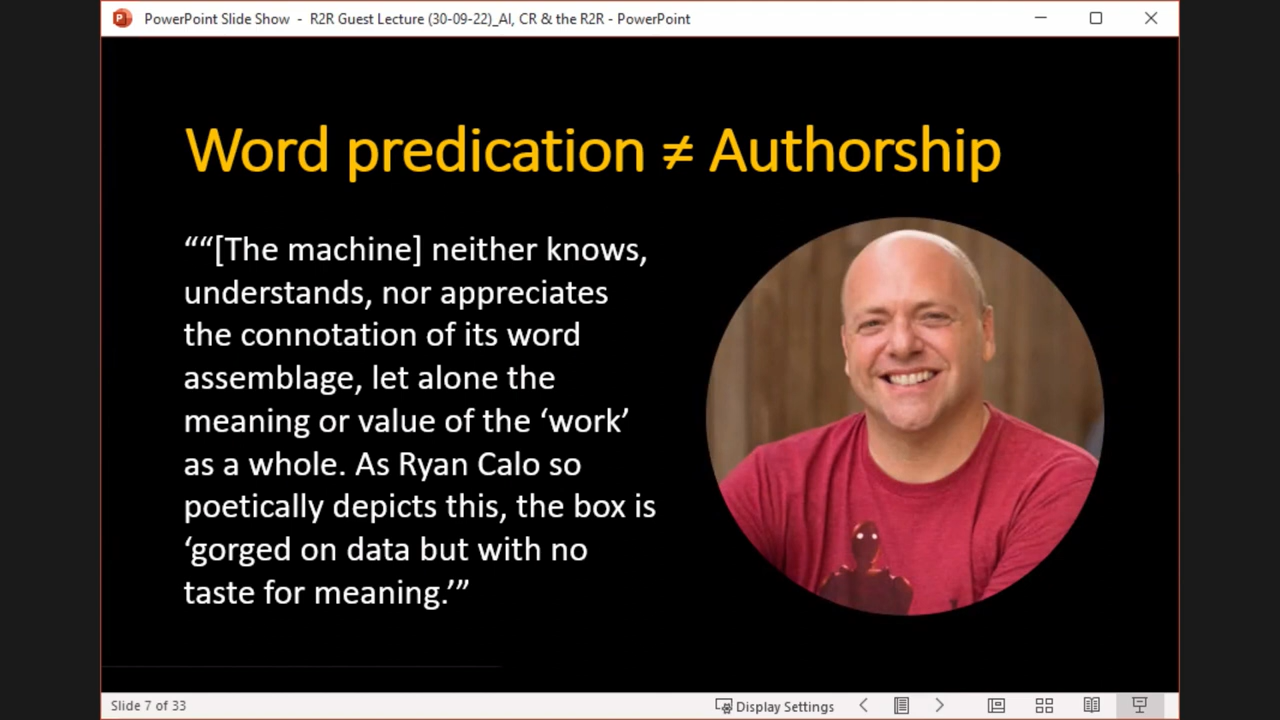 PowerPoint Slide Show - R2R Guest Lecture (30-09-22)_AI, CR & the R2R - PowerPoint
Word predication ≠ Authorship
““[The machine] neither knows,
understands, nor appreciates
the connotation of its word
assemblage, let alone the
meaning or value of the ‘work’
as a whole. As Ryan Calo so
poetically depicts this, the box is
‘gorged on data but with no
taste for meaning.’”
Slide 7 of 33
Display Settings